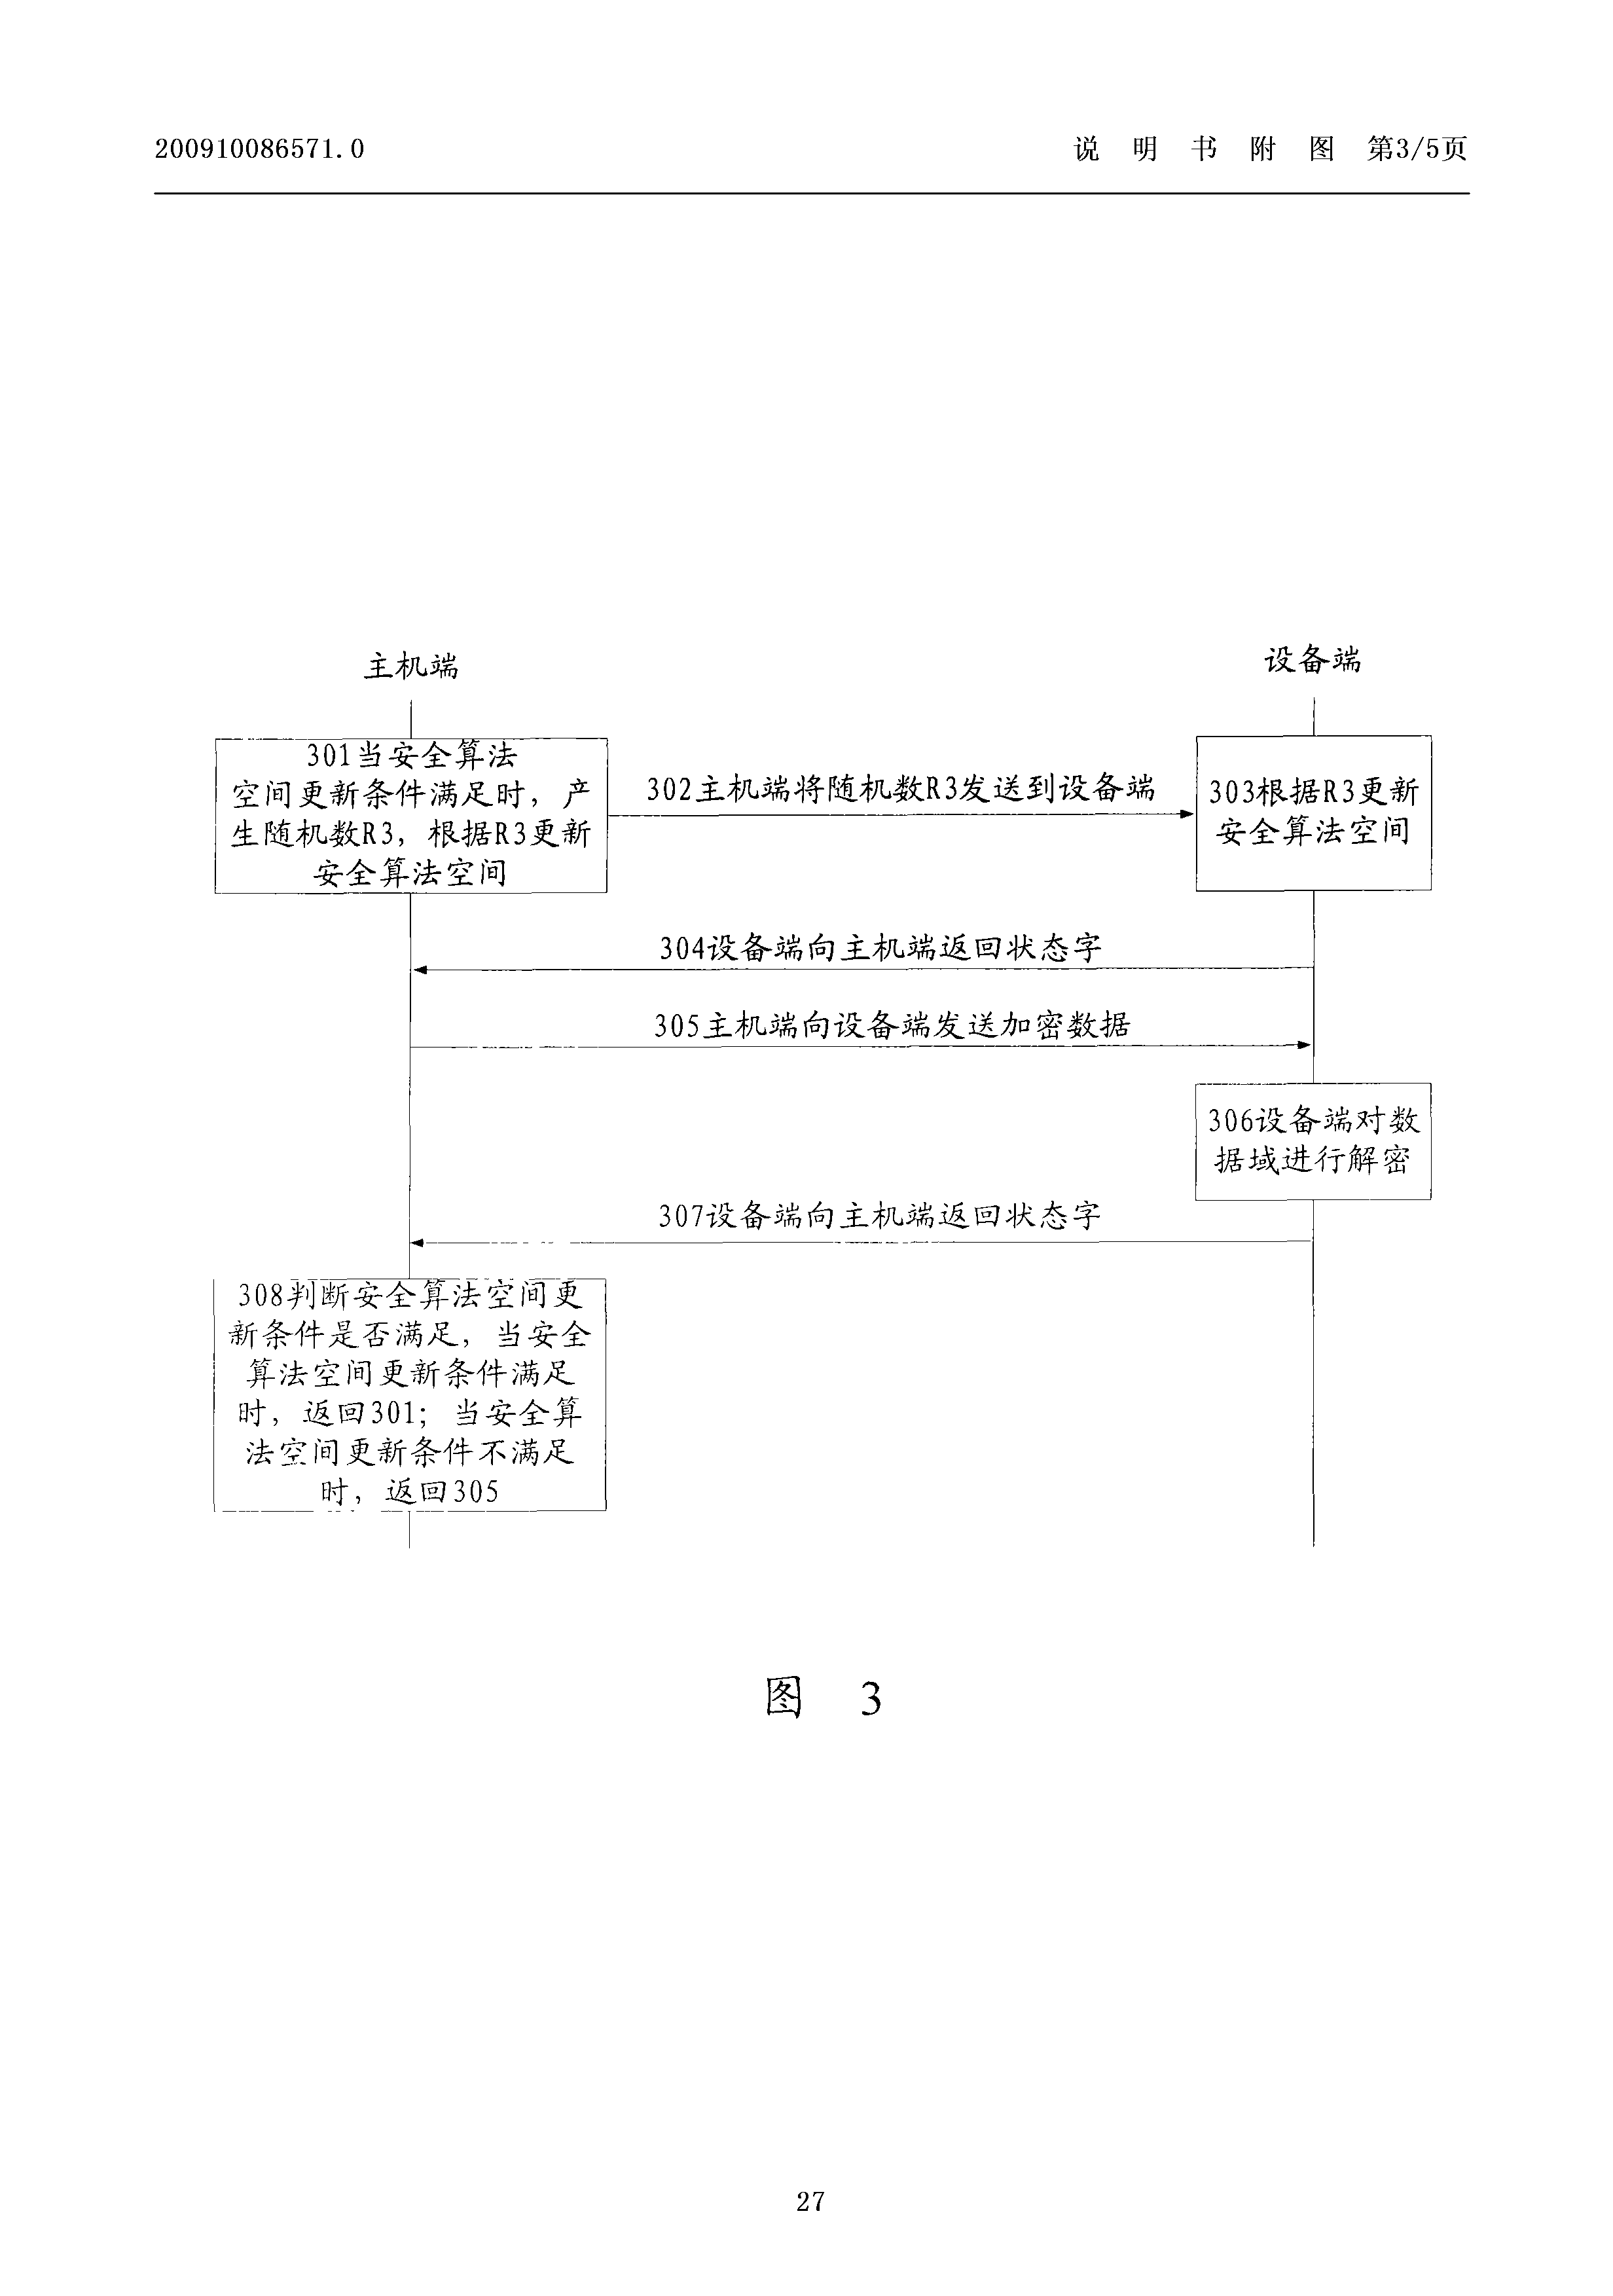 200910086571.0
说 明 书 附 图 第3/5页
主机端
设备端
301当安全算法
空间更新条件满足时，产
生随机数R3，根据R3更新
安全算法空间
302主机端将随机数R3发送到设备端
303根据R3更新
安全算法空间
304设备端向主机端返回状态字
305主机端向设备端发送加密数据
306设备端对数
据域进行解密
307设备端向主机端返回状态字
308判断安全算法空间更
新条件是否满足，当安全
算法空间更新条件满足
时，返回301；当安全算
法空间更新条件不满足
时，返回305
图 3
27